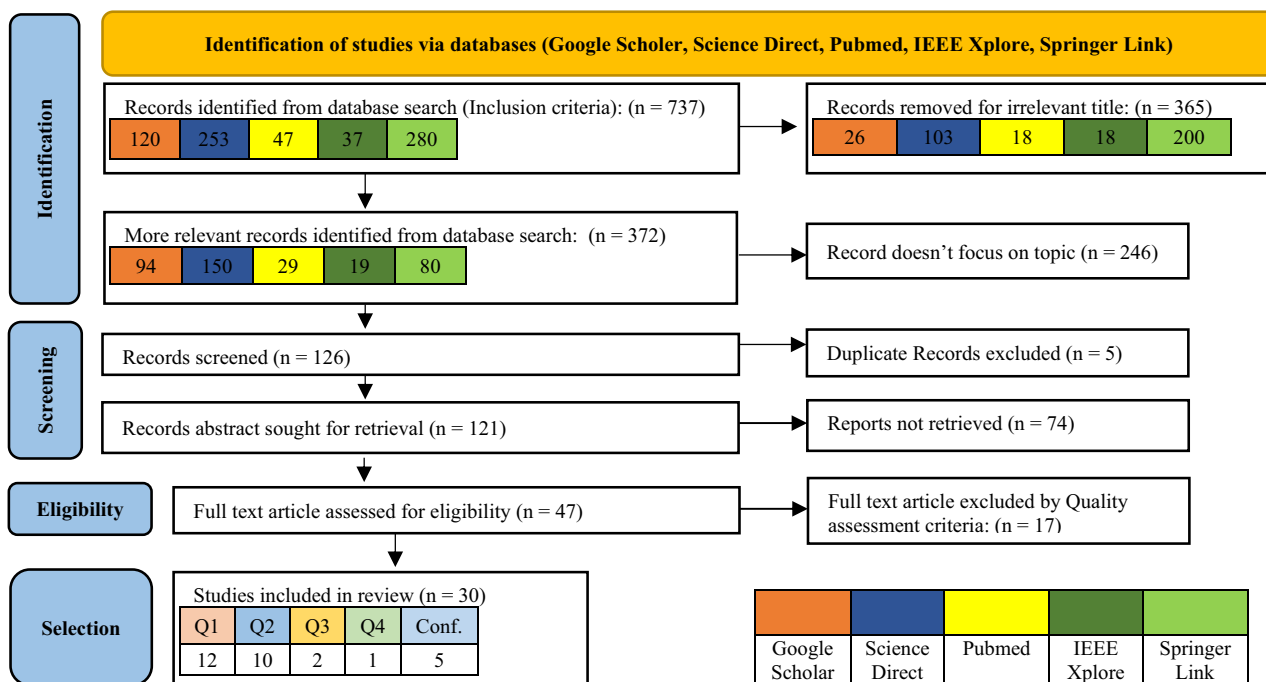 Identification of studies via databases (Google Scholer, Science Direct, Pubmed, IEEE Xplore, Springer Link)
Identification
Records identified from database search (Inclusion criteria): (n = 737)
120 253 47 37 280
Records removed for irrelevant title: (n = 365)
26 103 18 18 200
More relevant records identified from database search: (n = 372)
94 150 29 19 80
Record doesn’t focus on topic (n = 246)
Screening
Records screened (n = 126)
Duplicate Records excluded (n = 5)
Records abstract sought for retrieval (n = 121)
Reports not retrieved (n = 74)
Eligibility
Full text article assessed for eligibility (n = 47)
Full text article excluded by Quality
assessment criteria: (n = 17)
Selection
Studies included in review (n = 30)
Q1 Q2 Q3 Q4 Conf.
12 10 2 1 5
Google Scholar
Science Direct
Pubmed
IEEE Xplore
Springer Link